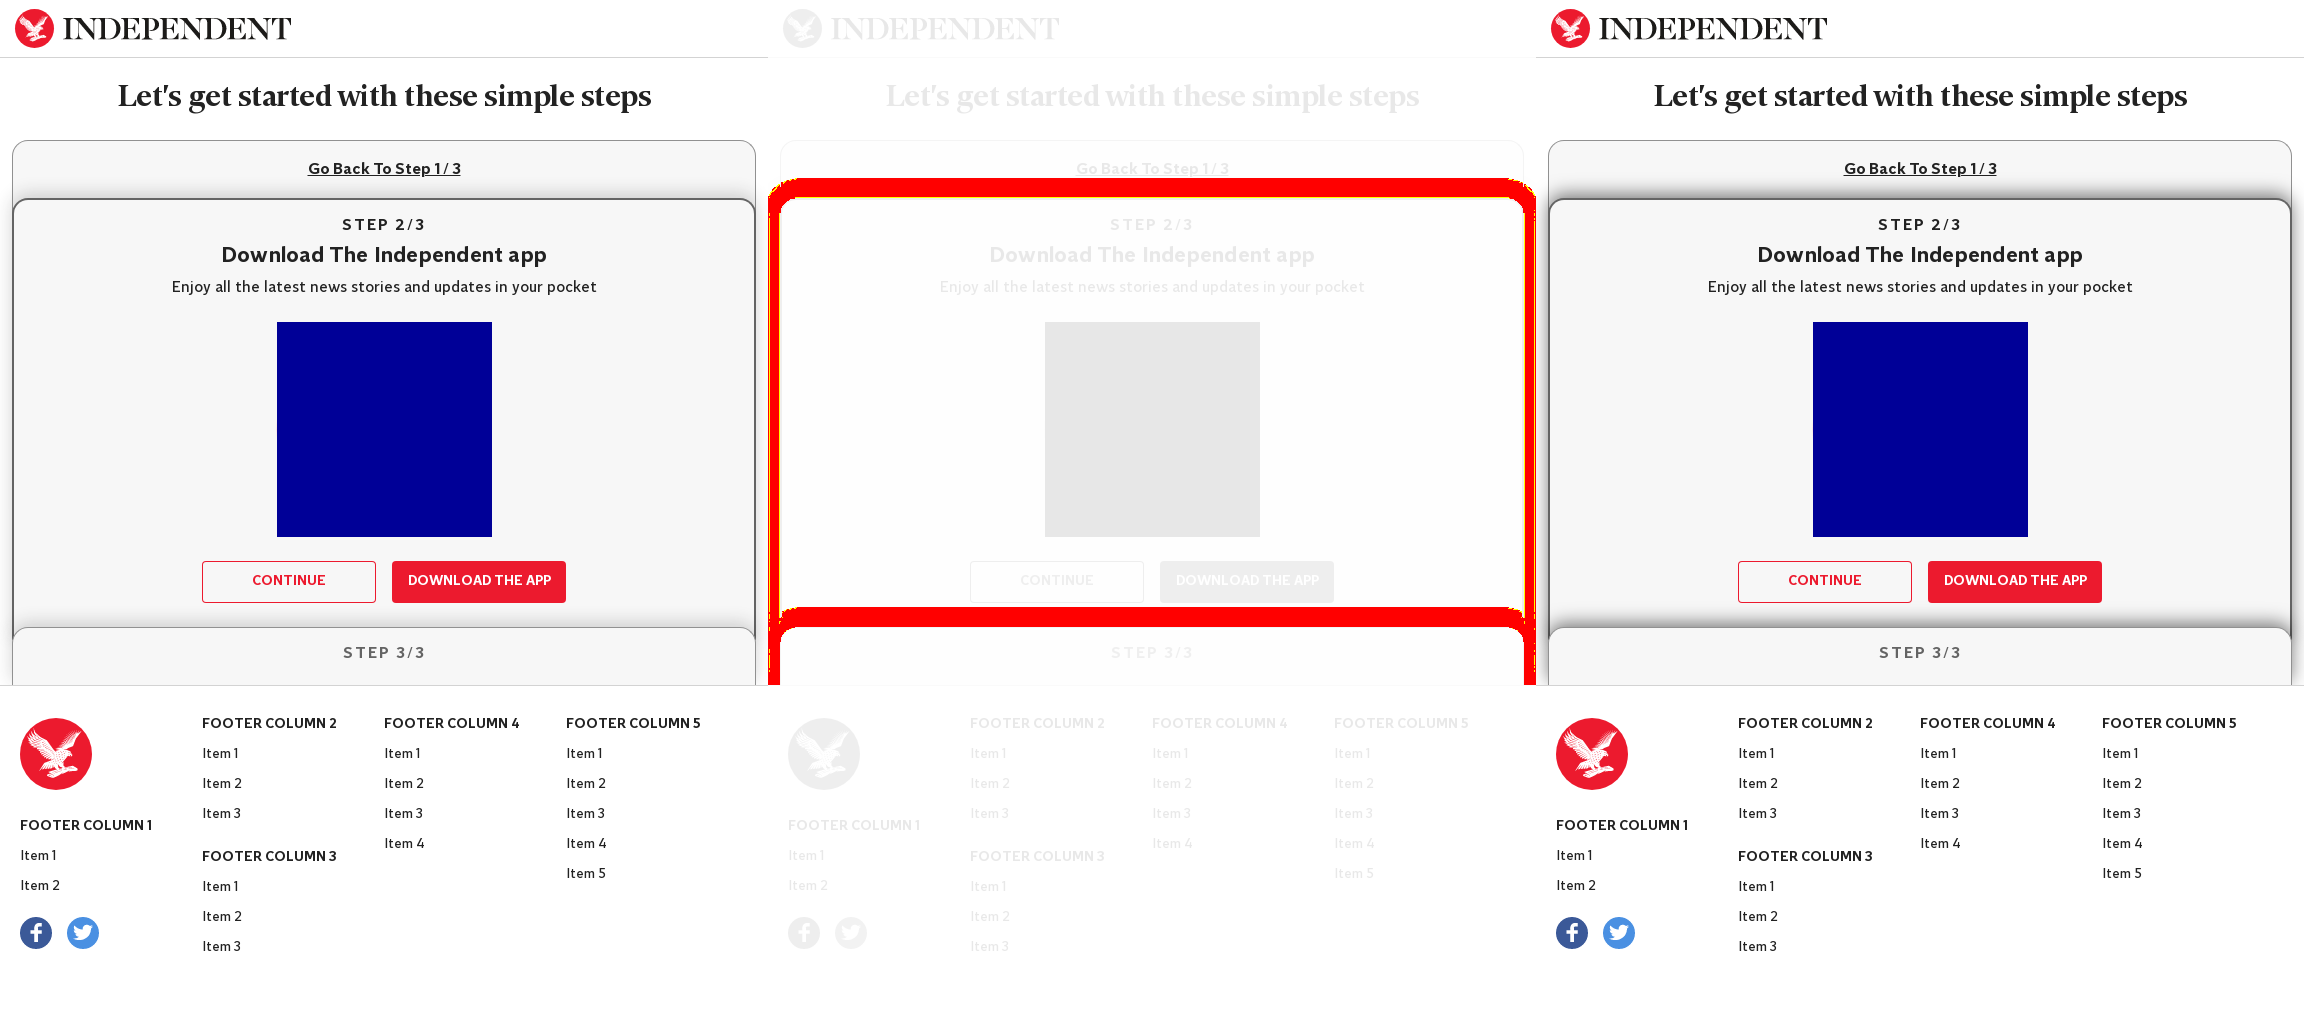 INDEPENDENT
Let's get started with these simple steps
Go Back To Step 1 / 3
STEP 2/3
Download The Independent app
Enjoy all the latest news stories and updates in your pocket
CONTINUE
DOWNLOAD THE APP
STEP 3/3
FOOTER COLUMN 1
Item 1
Item 2
FOOTER COLUMN 2
Item 1
Item 2
Item 3
FOOTER COLUMN 3
Item 1
Item 2
Item 3
FOOTER COLUMN 4
Item 1
Item 2
Item 3
Item 4
FOOTER COLUMN 5
Item 1
Item 2
Item 3
Item 4
Item 5
INDEPENDENT
Let's get started with these simple steps
Go Back To Step 1 / 3
STEP 2/3
Download The Independent app
Enjoy all the latest news stories and updates in your pocket
CONTINUE
DOWNLOAD THE APP
STEP 3/3
FOOTER COLUMN 1
Item 1
Item 2
FOOTER COLUMN 2
Item 1
Item 2
Item 3
FOOTER COLUMN 3
Item 1
Item 2
Item 3
FOOTER COLUMN 4
Item 1
Item 2
Item 3
Item 4
FOOTER COLUMN 5
Item 1
Item 2
Item 3
Item 4
Item 5
INDEPENDENT
Let's get started with these simple steps
Go Back To Step 1 / 3
STEP 2/3
Download The Independent app
Enjoy all the latest news stories and updates in your pocket
CONTINUE
DOWNLOAD THE APP
STEP 3/3
FOOTER COLUMN 1
Item 1
Item 2
FOOTER COLUMN 2
Item 1
Item 2
Item 3
FOOTER COLUMN 3
Item 1
Item 2
Item 3
FOOTER COLUMN 4
Item 1
Item 2
Item 3
Item 4
FOOTER COLUMN 5
Item 1
Item 2
Item 3
Item 4
Item 5